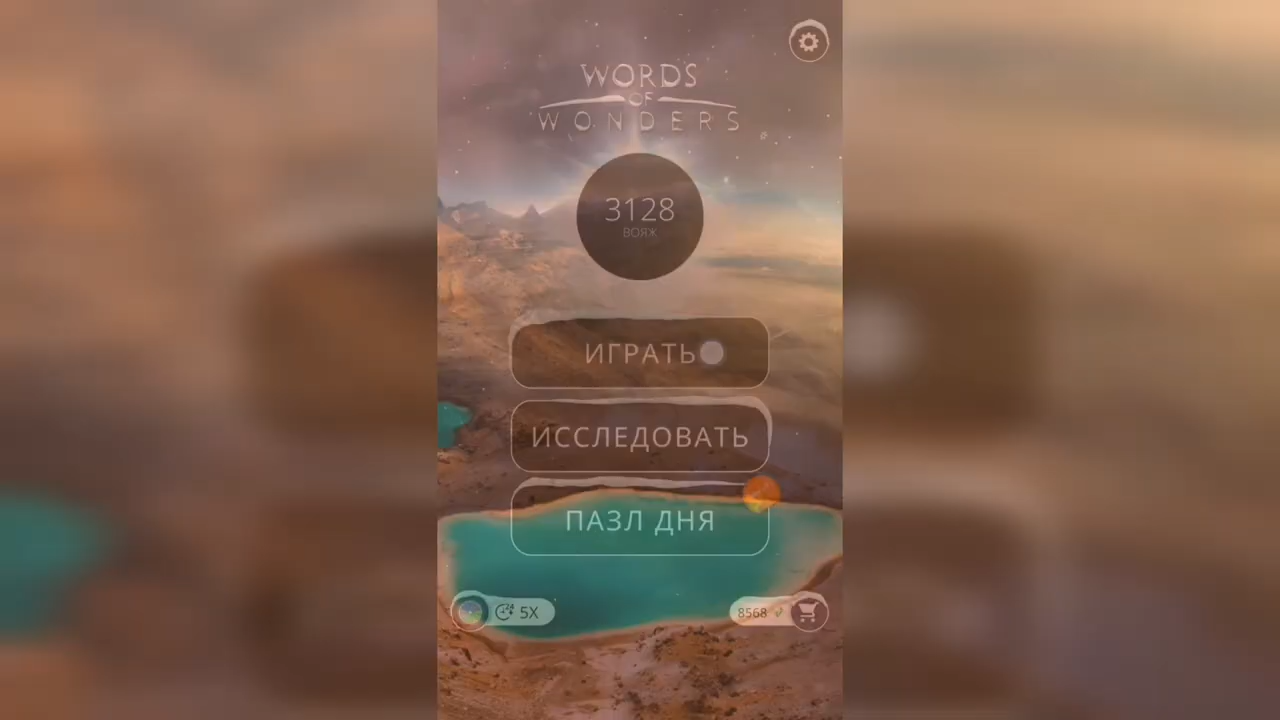 WORDS
OF
WONDERS
3128
ВОЯЖ
ИГРАТЬ
ИССЛЕДОВАТЬ
ПАЗЛ ДНЯ
5X
8568